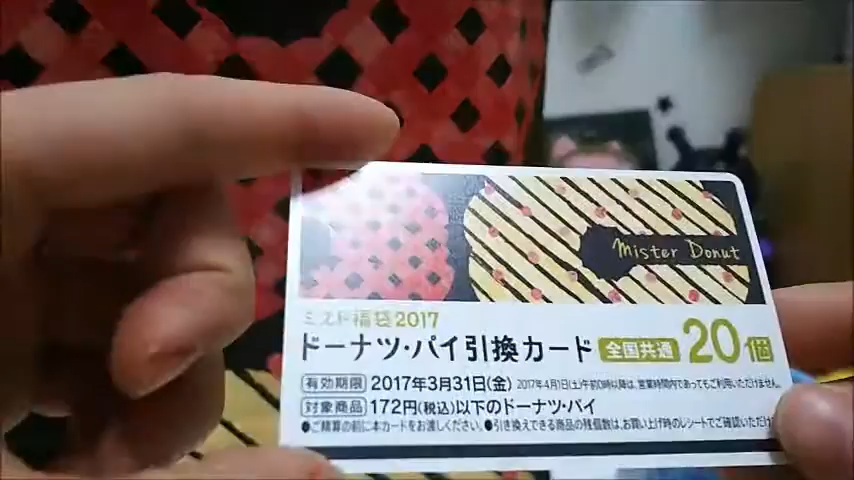 Mister Donut
ミスド福袋2017
ドーナツ・パイ引換カード 全国共通 20個
有効期限 2017年3月31日(金) 2017年4月1日(土)午前0時以降は、営業時間内であってもご利用いただけません。
対象商品 172円(税込)以下のドーナツ・パイ
●ご精算の前に本カードをお渡しください。●引き換えできる商品の残個数は、お買い上げ時のレシートでご確認いただけ